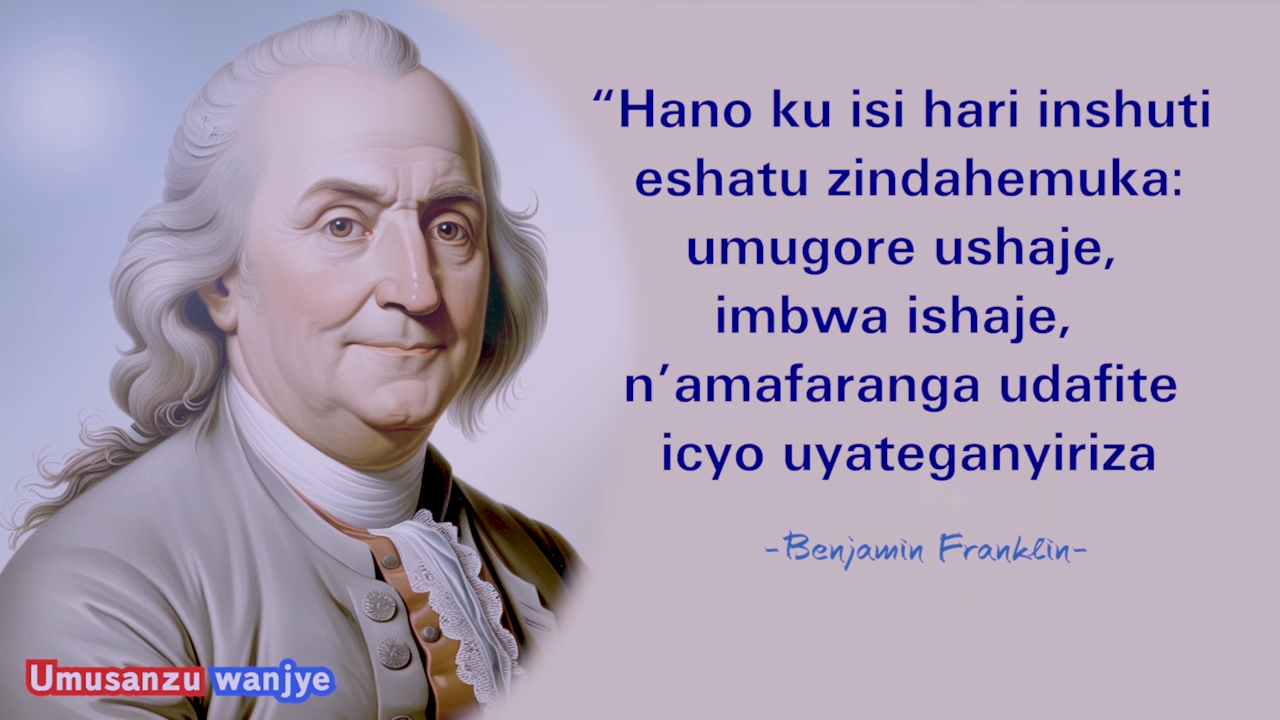 “Hano ku isi hari inshuti
eshatu zindahemuka:
umugore ushaje,
imbwa ishaje,
n’amafaranga udafite
icyo uyateganyiriza
-Benjamin Franklin-
Umusanzu wanjye